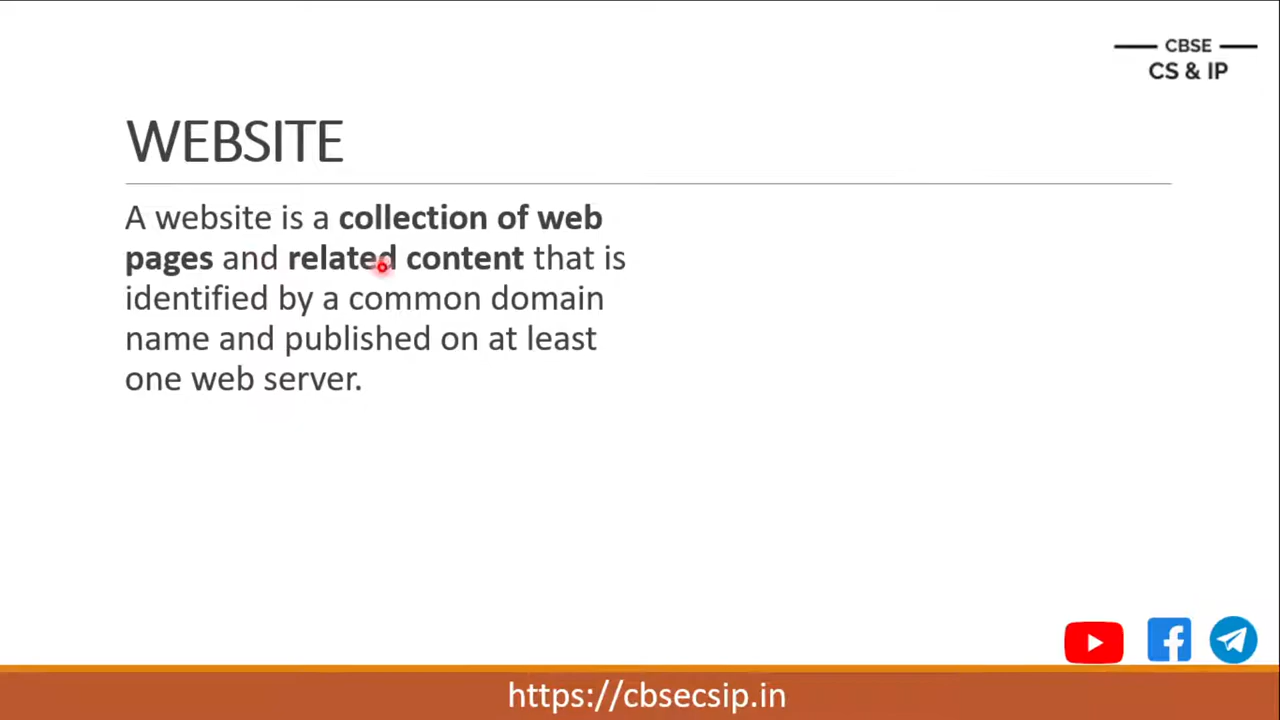 CBSE
CS & IP
WEBSITE
A website is a collection of web
pages and related content that is
identified by a common domain
name and published on at least
one web server.
https://cbsecsip.in